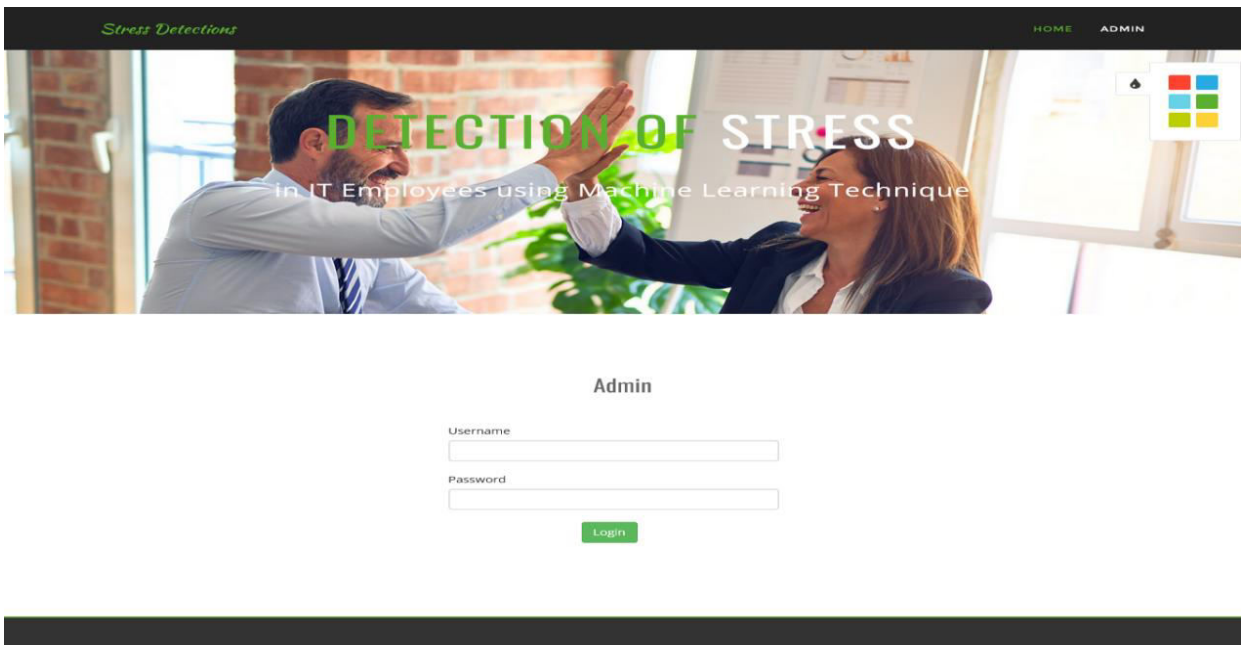 Stress Detections
HOME ADMIN
DETECTION OF STRESS
in IT Employees using Machine Learning Technique
Admin
Username
Password
Login